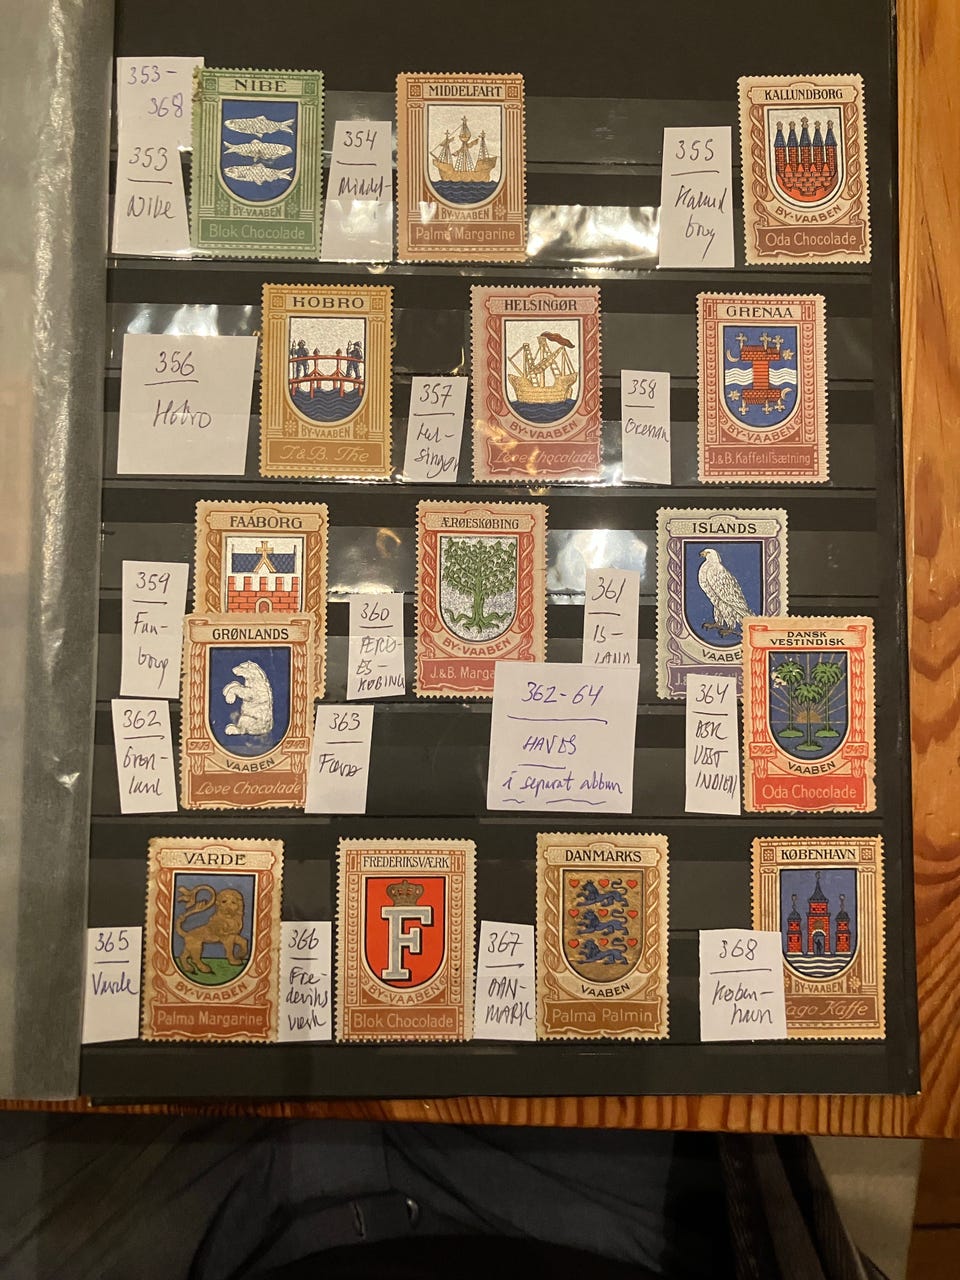 353-
368
353
Nibe
NIBE
BY-VAABEN
Blok Chocolade
354
Middel-
MIDDELFART
BY-VAABEN
Palma Margarine
355
KALLUNDBORG
BY-VAABEN
Oda Chocolade
356
Hobro
HOBRO
BY-VAABEN
J.&B. The
357
Hel-
singør
HELSINGØR
BY-VAABEN
Løve Chocolade
358
Grenaa
GRENAA
BY-VAABEN
J.&B. Kaffetilsætning
359
Faa-
borg
FAABORG
360
ÆRØ-
ES-
KØBING
ÆRØESKØBING
BY-VAABEN
J.&B. Marga
361
IS-
LAND
ISLANDS
VAABE
362
Grøn-
land
GRØNLANDS
J&B J&B
VAABEN
Løve Chocolade
363
362-64
HAVES
i separat album
364
DSK
VEST
INDIEN
DANSK
VESTINDISK
J&B J&B
VAABEN
Oda Chocolade
365
Varde
VARDE
BY-VAABEN
Palma Margarine
366
Fre-
deriks
værk
FREDERIKSVÆRK
F
BY-VAABEN
Blok Chocolade
367
DAN-
MARK
DANMARKS
VAABEN
Palma Palmin
368
Køben-
havn
KØBENHAVN
BY-VAABEN
aga Kaffe